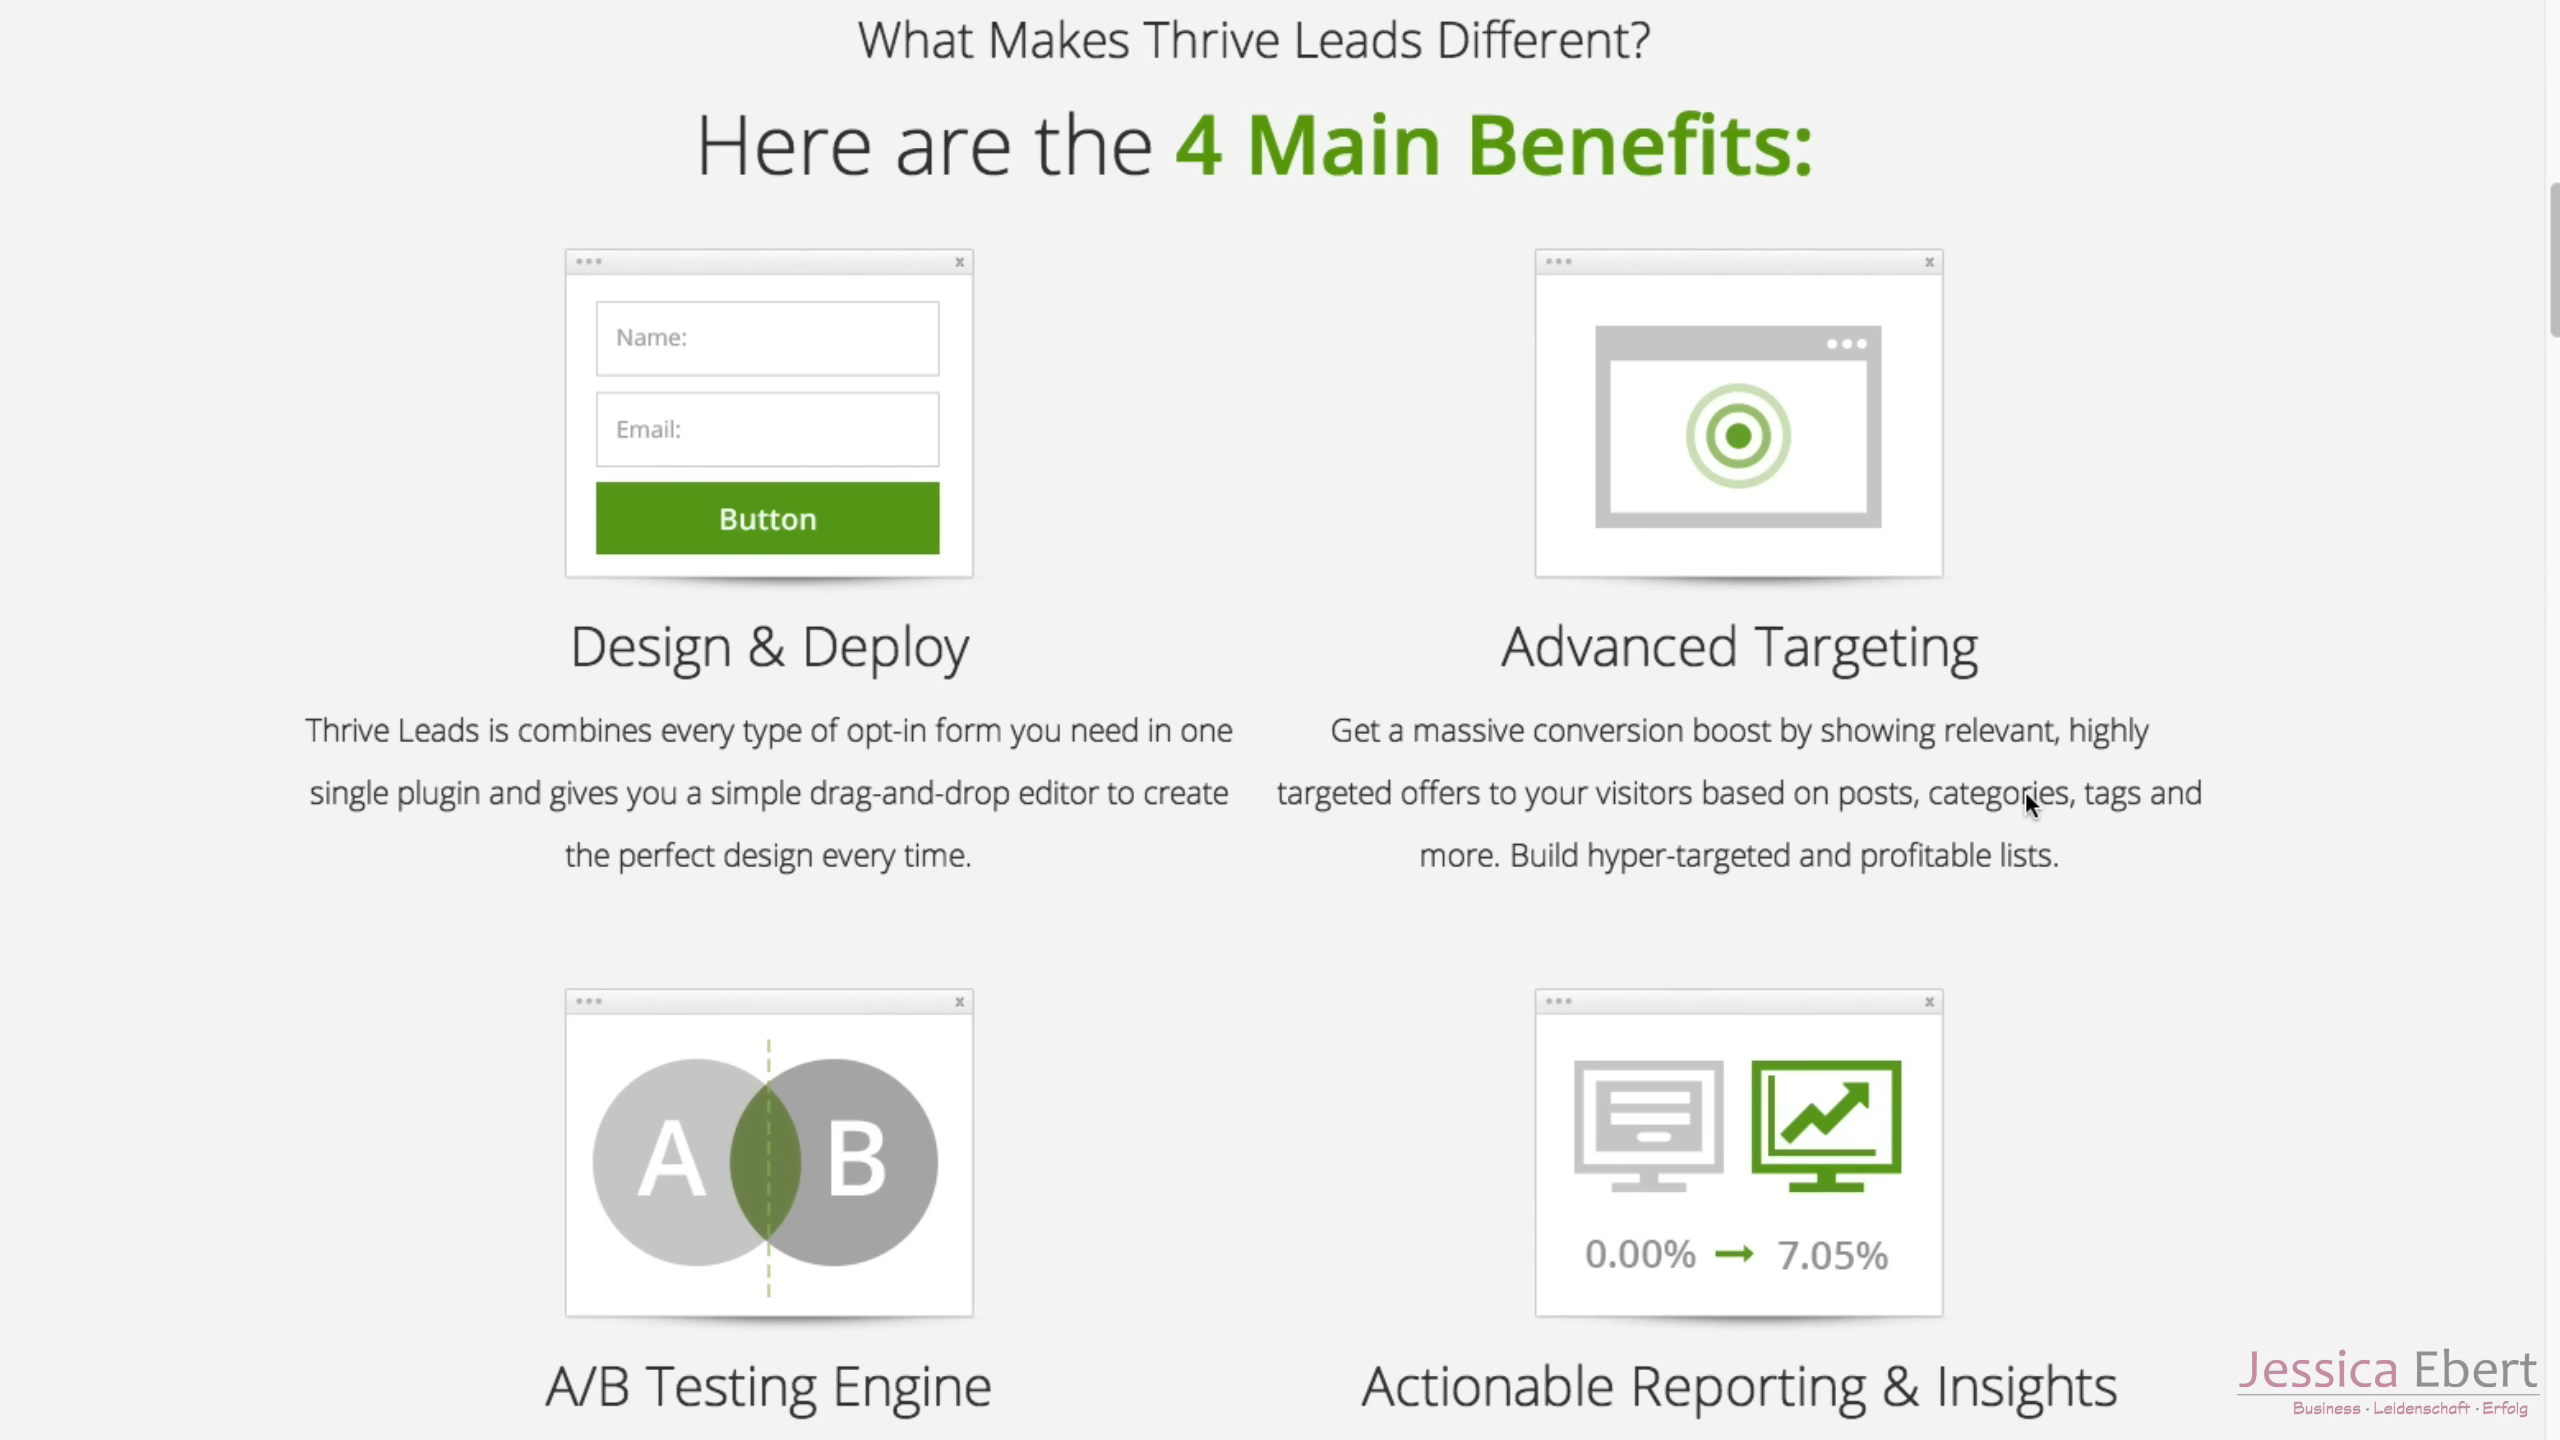 What Makes Thrive Leads Different?
Here are the 4 Main Benefits:
x
Name:
Email:
Button
Design & Deploy
Thrive Leads is combines every type of opt-in form you need in one
single plugin and gives you a simple drag-and-drop editor to create
the perfect design every time.
x
Advanced Targeting
Get a massive conversion boost by showing relevant, highly
targeted offers to your visitors based on posts, categories, tags and
more. Build hyper-targeted and profitable lists.
x
A B
A/B Testing Engine
x
0.00% → 7.05%
Actionable Reporting & Insights
Jessica Ebert
Business · Leidenschaft · Erfolg